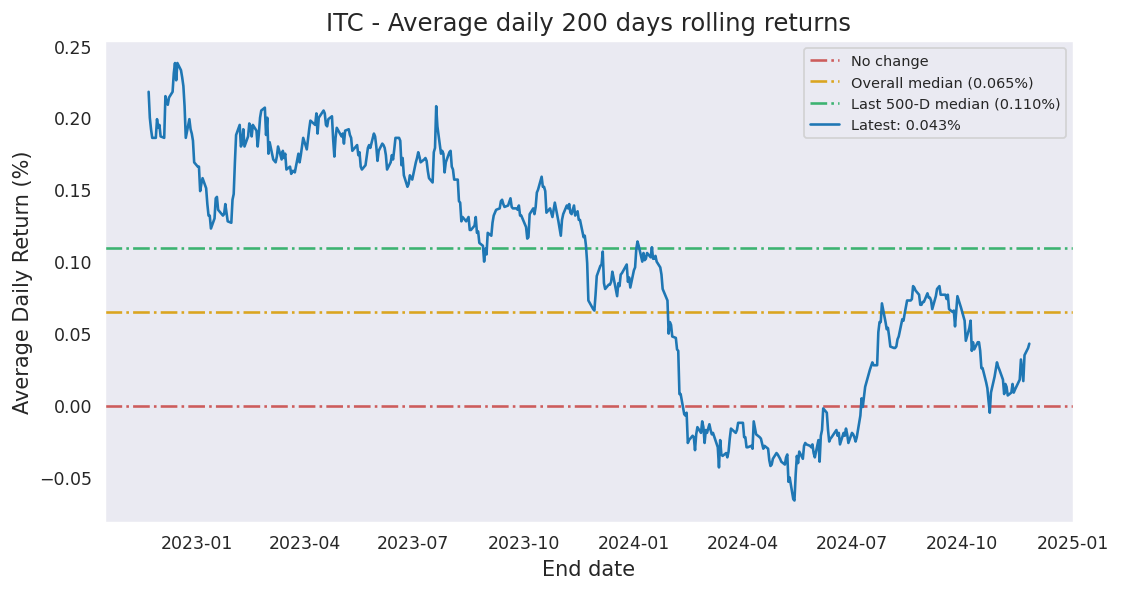 ITC - Average daily 200 days rolling returns
No change
Overall median (0.065%)
Last 500-D median (0.110%)
Latest: 0.043%
Average Daily Return (%)
0.25
0.20
0.15
0.10
0.05
0.00
−0.05
2023-01 2023-04 2023-07 2023-10 2024-01 2024-04 2024-07 2024-10 2025-01
End date